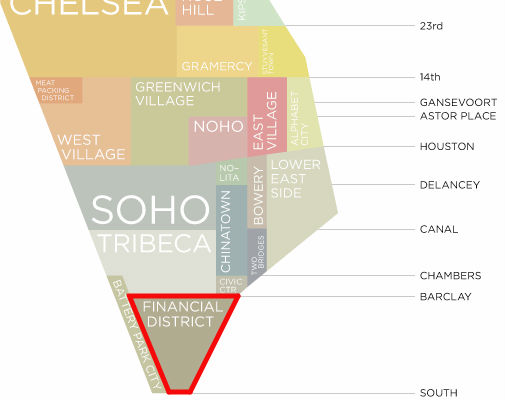 CHELSEA
HILL
KIPS
23rd
GRAMERCY
STUYVESANT
TOWN
14th
MEAT
PACKING
DISTRICT
GREENWICH
VILLAGE
GANSEVOORT
ASTOR PLACE
NOHO
EAST
VILLAGE
ALPHABET
CITY
WEST
VILLAGE
HOUSTON
NO-
LITA
BOWERY
LOWER
EAST
SIDE
DELANCEY
SOHO
CHINATOWN
CANAL
TRIBECA
TWO
BRIDGES
CHAMBERS
CIVIC
CTR
BARCLAY
BATTERY PARK CITY
FINANCIAL
DISTRICT
SOUTH